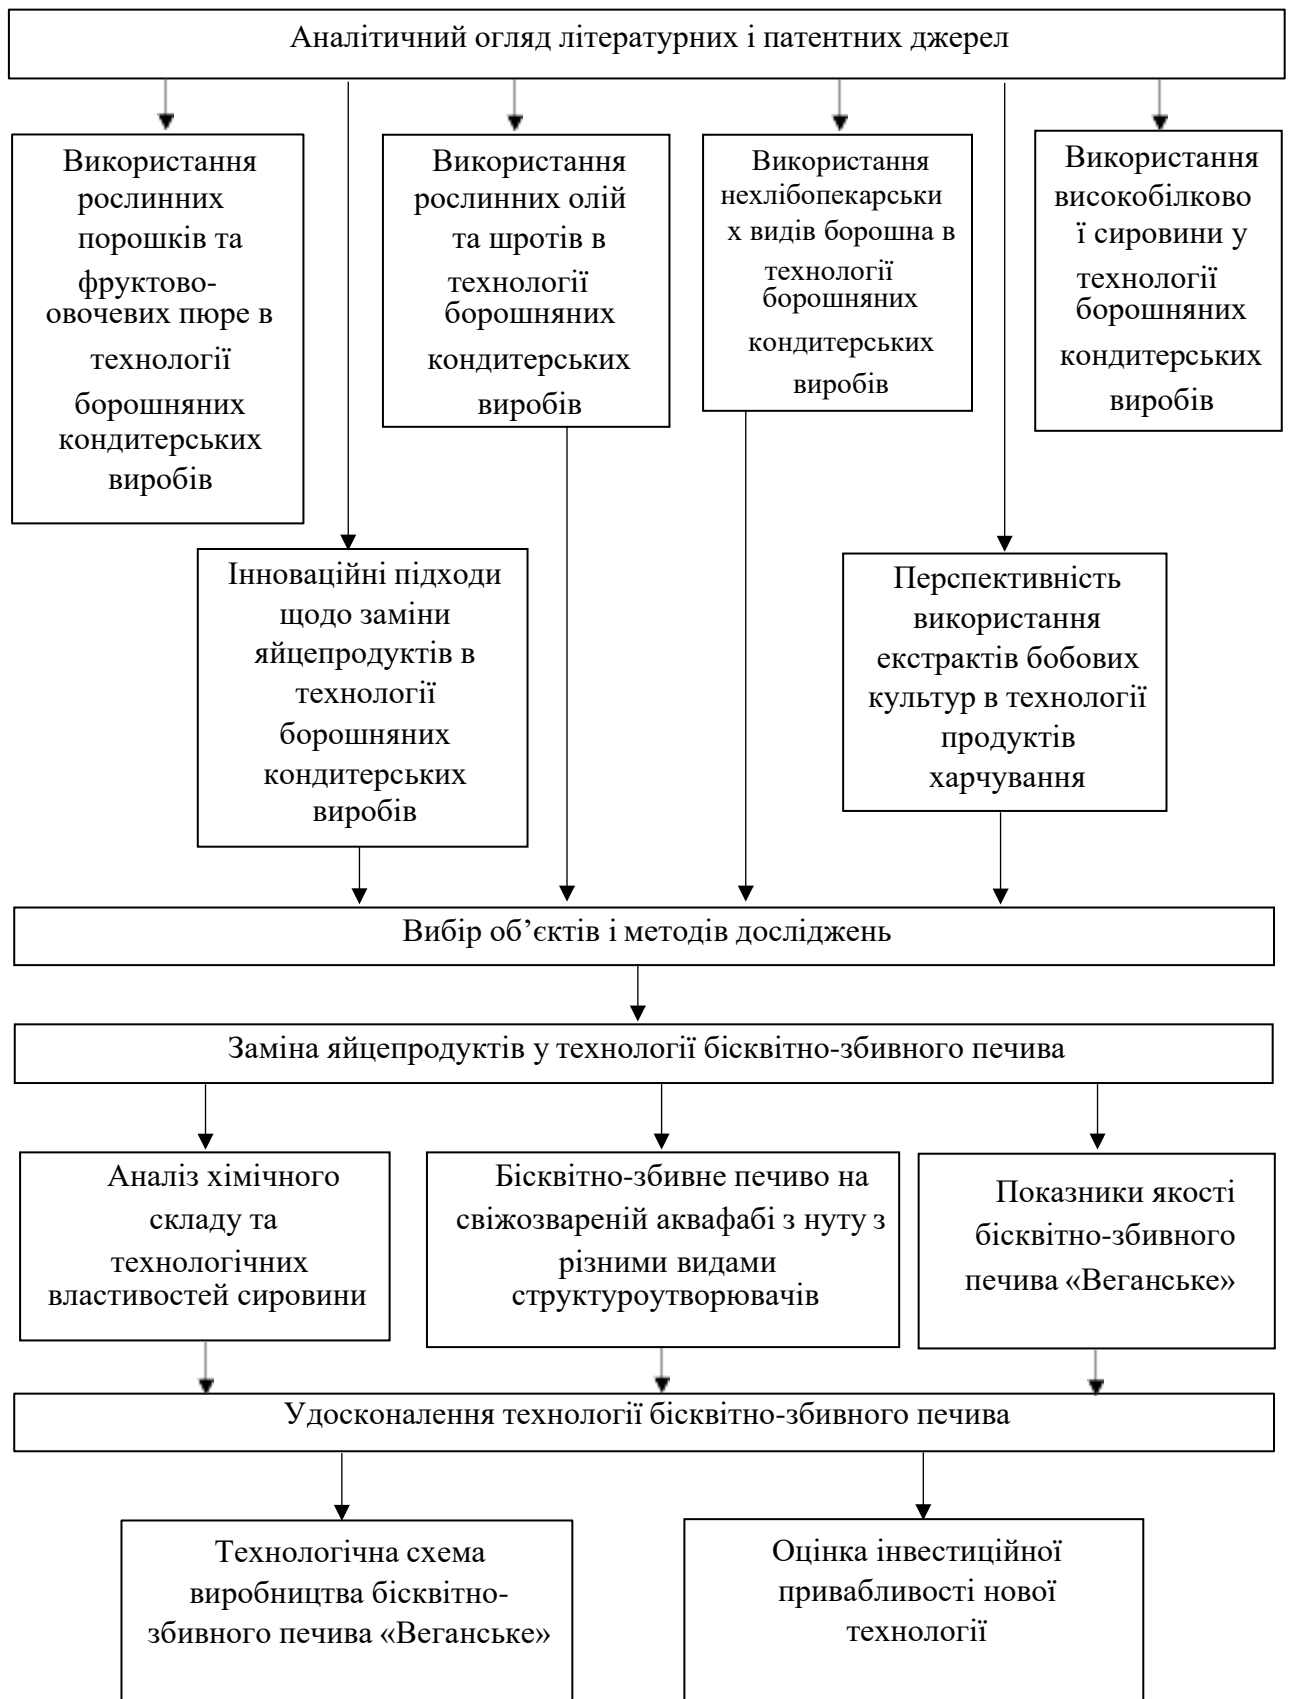 Аналітичний огляд літературних і патентних джерел
Використання
рослинних
порошків та
фруктово-
овочевих пюре в
технології
борошняних
кондитерських
виробів
Використання
рослинних олій
та шротів в
технології
борошняних
кондитерських
виробів
Використання
нехлібопекарськи
х видів борошна в
технології
борошняних
кондитерських
виробів
Використання
високобілково
ї сировини у
технології
борошняних
кондитерських
виробів
Інноваційні підходи
щодо заміни
яйцепродуктів в
технології
борошняних
кондитерських
виробів
Перспективність
використання
екстрактів бобових
культур в технології
продуктів
харчування
Вибір об’єктів і методів досліджень
Заміна яйцепродуктів у технології бісквітно-збивного печива
Аналіз хімічного
складу та
технологічних
властивостей сировини
Бісквітно-збивне печиво на
свіжозвареній аквафабі з нуту з
різними видами
структуроутворювачів
Показники якості
бісквітно-збивного
печива «Веганське»
Удосконалення технології бісквітно-збивного печива
Технологічна схема
виробництва бісквітно-
збивного печива «Веганське»
Оцінка інвестиційної
привабливості нової
технології